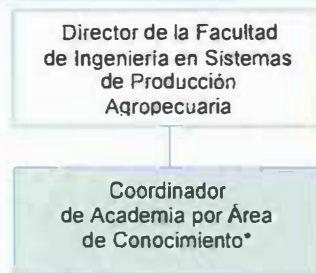 Director de la Facultad
de Ingeniería en Sistemas
de Producción
Agropecuaria
Coordinador
de Academia por Área
de Conocimiento*